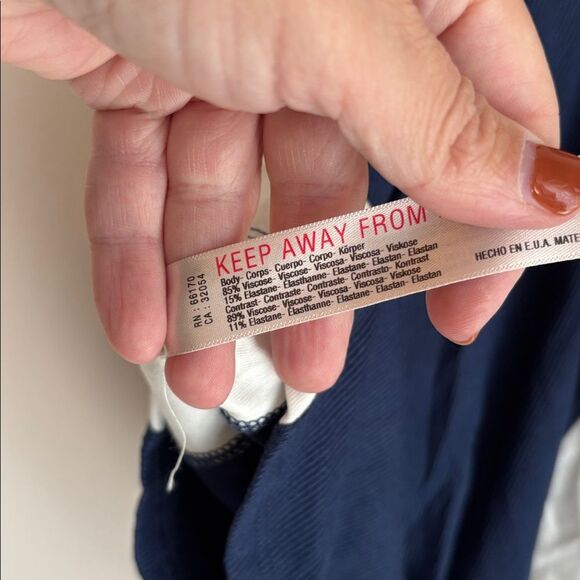 KEEP AWAY FROM
Body- Corps- Cuerpo- Corpo- Körper
85% Viscose- Viscose- Viscosa- Viscosa- Viskose
15% Elastane- Elasthanne- Elastane- Elastan- Elastan
Contrast- Contraste- Contraste- Contrasto- Kontrast
89% Viscose- Viscose- Viscosa- Viscosa- Viskose
11% Elastane- Elasthanne- Elastane- Elastan- Elastan
RN : 66170
CA : 32054
HECHO EN E.U.A. MATE